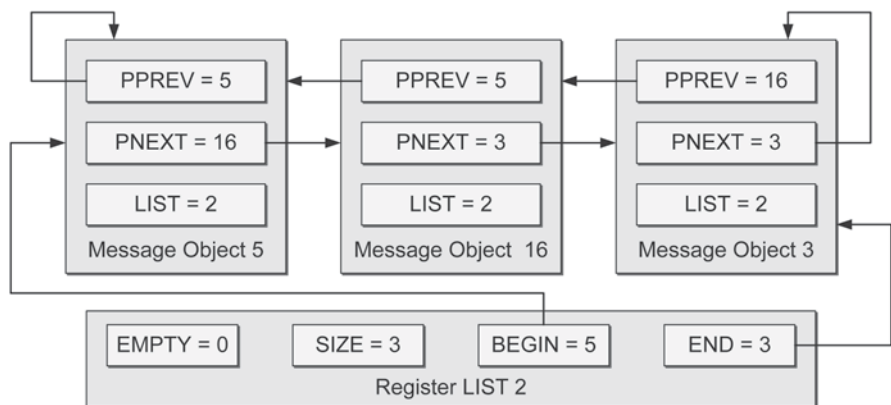 PPREV = 5
PNEXT = 16
LIST = 2
Message Object 5
PPREV = 5
PNEXT = 3
LIST = 2
Message Object 16
PPREV = 16
PNEXT = 3
LIST = 2
Message Object 3
EMPTY = 0
SIZE = 3
BEGIN = 5
END = 3
Register LIST 2